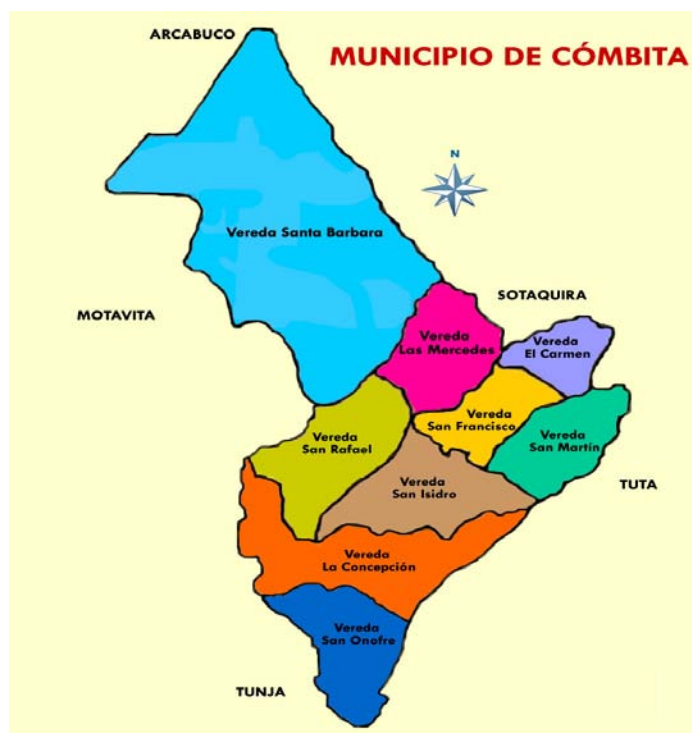 ARCABUCO
MUNICIPIO DE CÓMBITA
N
Vereda Santa Barbara
SOTAQUIRA
MOTAVITA
Vereda
Las Mercedes
Vereda
El Carmen
Vereda
San Francisco
Vereda
San Rafael
Vereda
San Martín
Vereda
San Isidro
TUTA
Vereda
La Concepción
Vereda
San Onofre
TUNJA